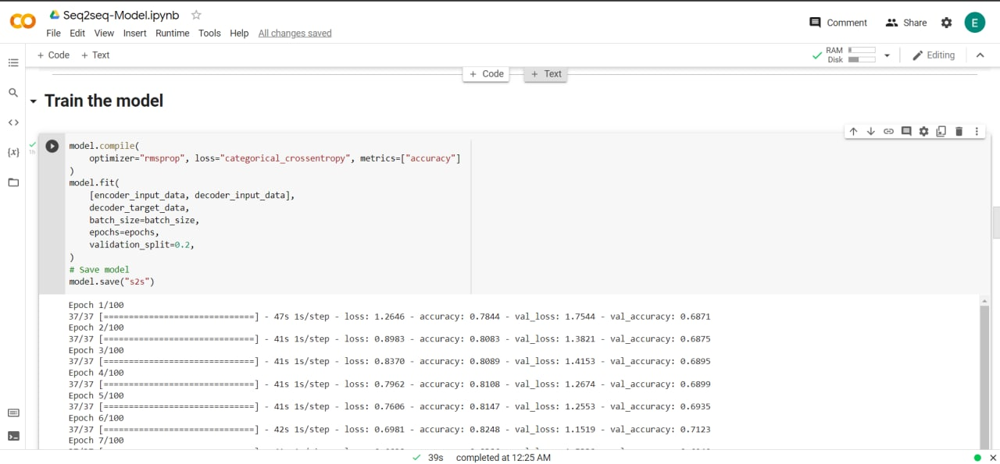 Seq2seq-Model.ipynb
File Edit View Insert Runtime Tools Help All changes saved
Comment Share E
+ Code + Text
RAM
Disk
Editing
+ Code + Text
Train the model
{x}
1h
model.compile(
    optimizer="rmsprop", loss="categorical_crossentropy", metrics=["accuracy"]
)
model.fit(
    [encoder_input_data, decoder_input_data],
    decoder_target_data,
    batch_size=batch_size,
    epochs=epochs,
    validation_split=0.2,
)
# Save model
model.save("s2s")
Epoch 1/100
37/37 [==============================] - 47s 1s/step - loss: 1.2646 - accuracy: 0.7844 - val_loss: 1.7544 - val_accuracy: 0.6871
Epoch 2/100
37/37 [==============================] - 41s 1s/step - loss: 0.8983 - accuracy: 0.8083 - val_loss: 1.3821 - val_accuracy: 0.6875
Epoch 3/100
37/37 [==============================] - 41s 1s/step - loss: 0.8370 - accuracy: 0.8089 - val_loss: 1.4153 - val_accuracy: 0.6895
Epoch 4/100
37/37 [==============================] - 41s 1s/step - loss: 0.7962 - accuracy: 0.8108 - val_loss: 1.2674 - val_accuracy: 0.6899
Epoch 5/100
37/37 [==============================] - 41s 1s/step - loss: 0.7606 - accuracy: 0.8147 - val_loss: 1.2553 - val_accuracy: 0.6935
Epoch 6/100
37/37 [==============================] - 42s 1s/step - loss: 0.6981 - accuracy: 0.8248 - val_loss: 1.1519 - val_accuracy: 0.7123
Epoch 7/100
39s completed at 12:25 AM